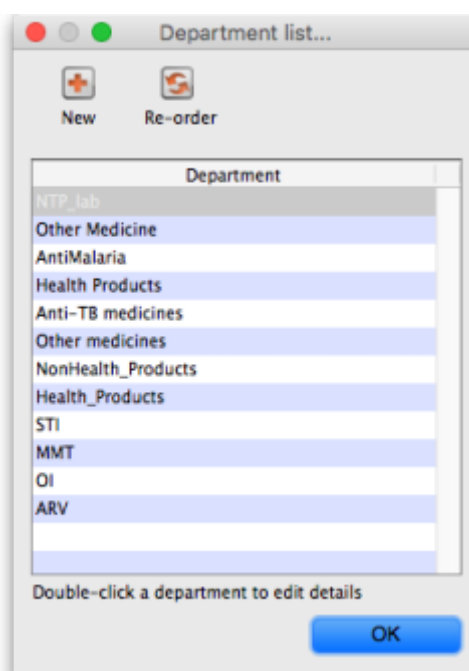 Department list...
New Re-order
Department
NTP_lab
Other Medicine
AntiMalaria
Health Products
Anti-TB medicines
Other medicines
NonHealth_Products
Health_Products
STI
MMT
OI
ARV
Double-click a department to edit details
OK